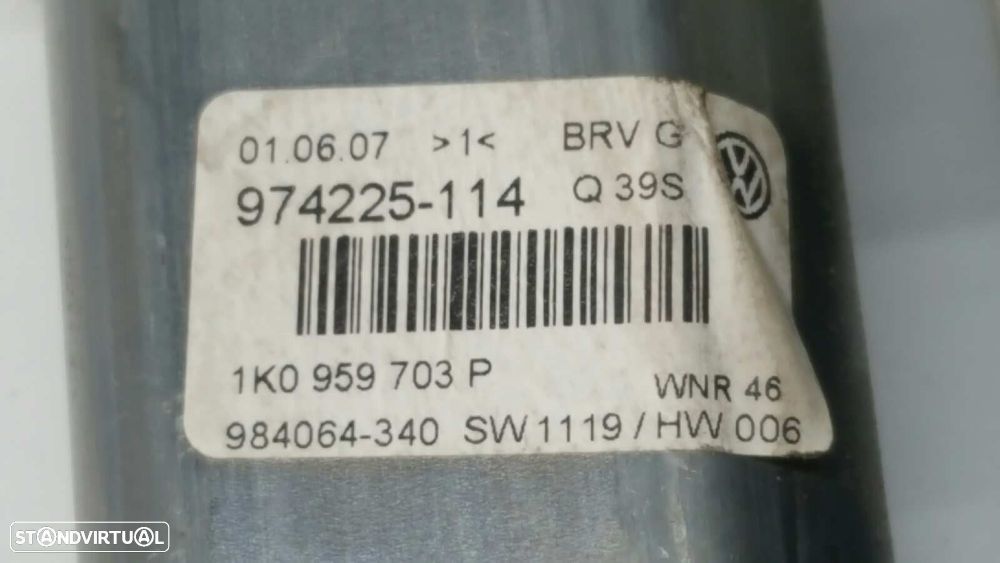 01.06.07 >1< BRV G
974225-114 Q 39S
1K0 959 703 P WNR 46
984064-340 SW1119 / HW 006
STANDVIRTUAL